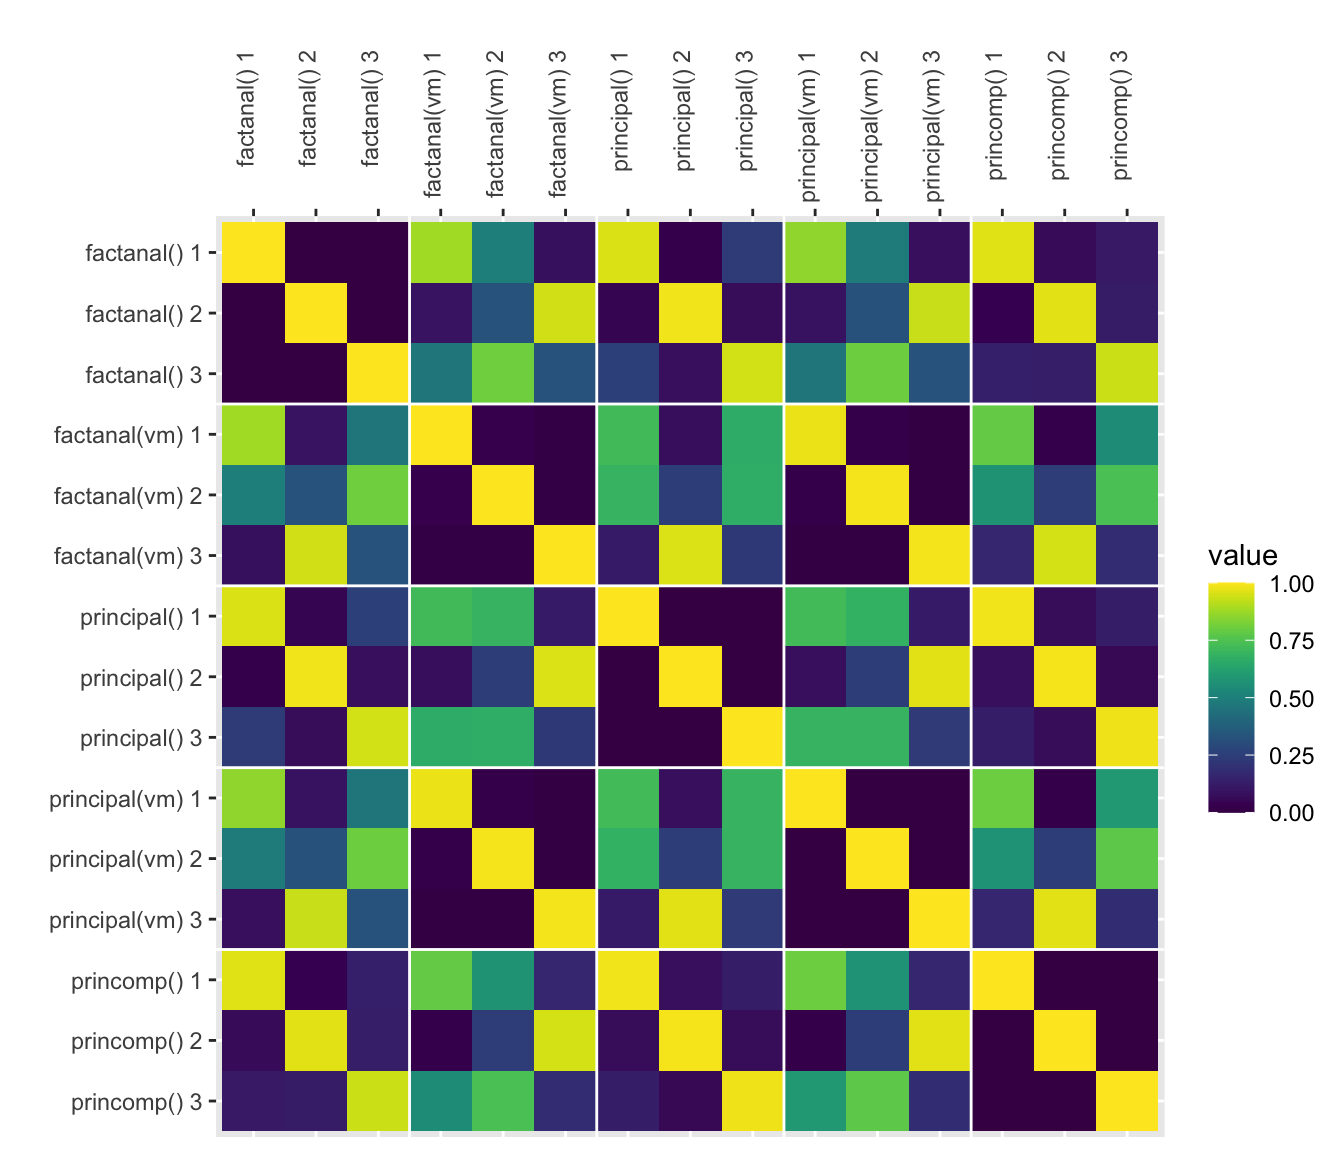 factanal() 1
factanal() 2
factanal() 3
factanal(vm) 1
factanal(vm) 2
factanal(vm) 3
principal() 1
principal() 2
principal() 3
principal(vm) 1
principal(vm) 2
principal(vm) 3
princomp() 1
princomp() 2
princomp() 3
factanal() 1
factanal() 2
factanal() 3
factanal(vm) 1
factanal(vm) 2
factanal(vm) 3
principal() 1
principal() 2
principal() 3
principal(vm) 1
principal(vm) 2
principal(vm) 3
princomp() 1
princomp() 2
princomp() 3
value
1.00
0.75
0.50
0.25
0.00